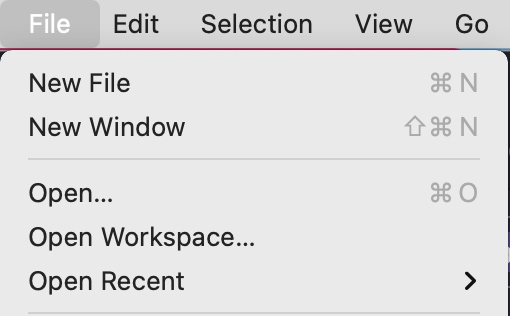 File Edit Selection View Go
New File ⌘ N
New Window ⇧⌘ N
Open... ⌘ O
Open Workspace...
Open Recent